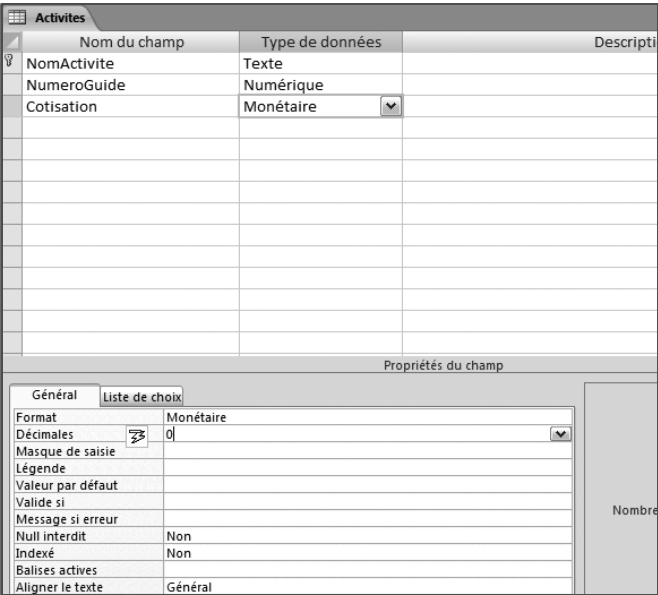 Activites
Nom du champ Type de données Descripti
NomActivite Texte
NumeroGuide Numérique
Cotisation Monétaire
Propriétés du champ
Général Liste de choix
Format Monétaire
Décimales 0
Masque de saisie
Légende
Valeur par défaut
Valide si
Message si erreur
Null interdit Non
Indexé Non
Balises actives
Aligner le texte Général
Nombre